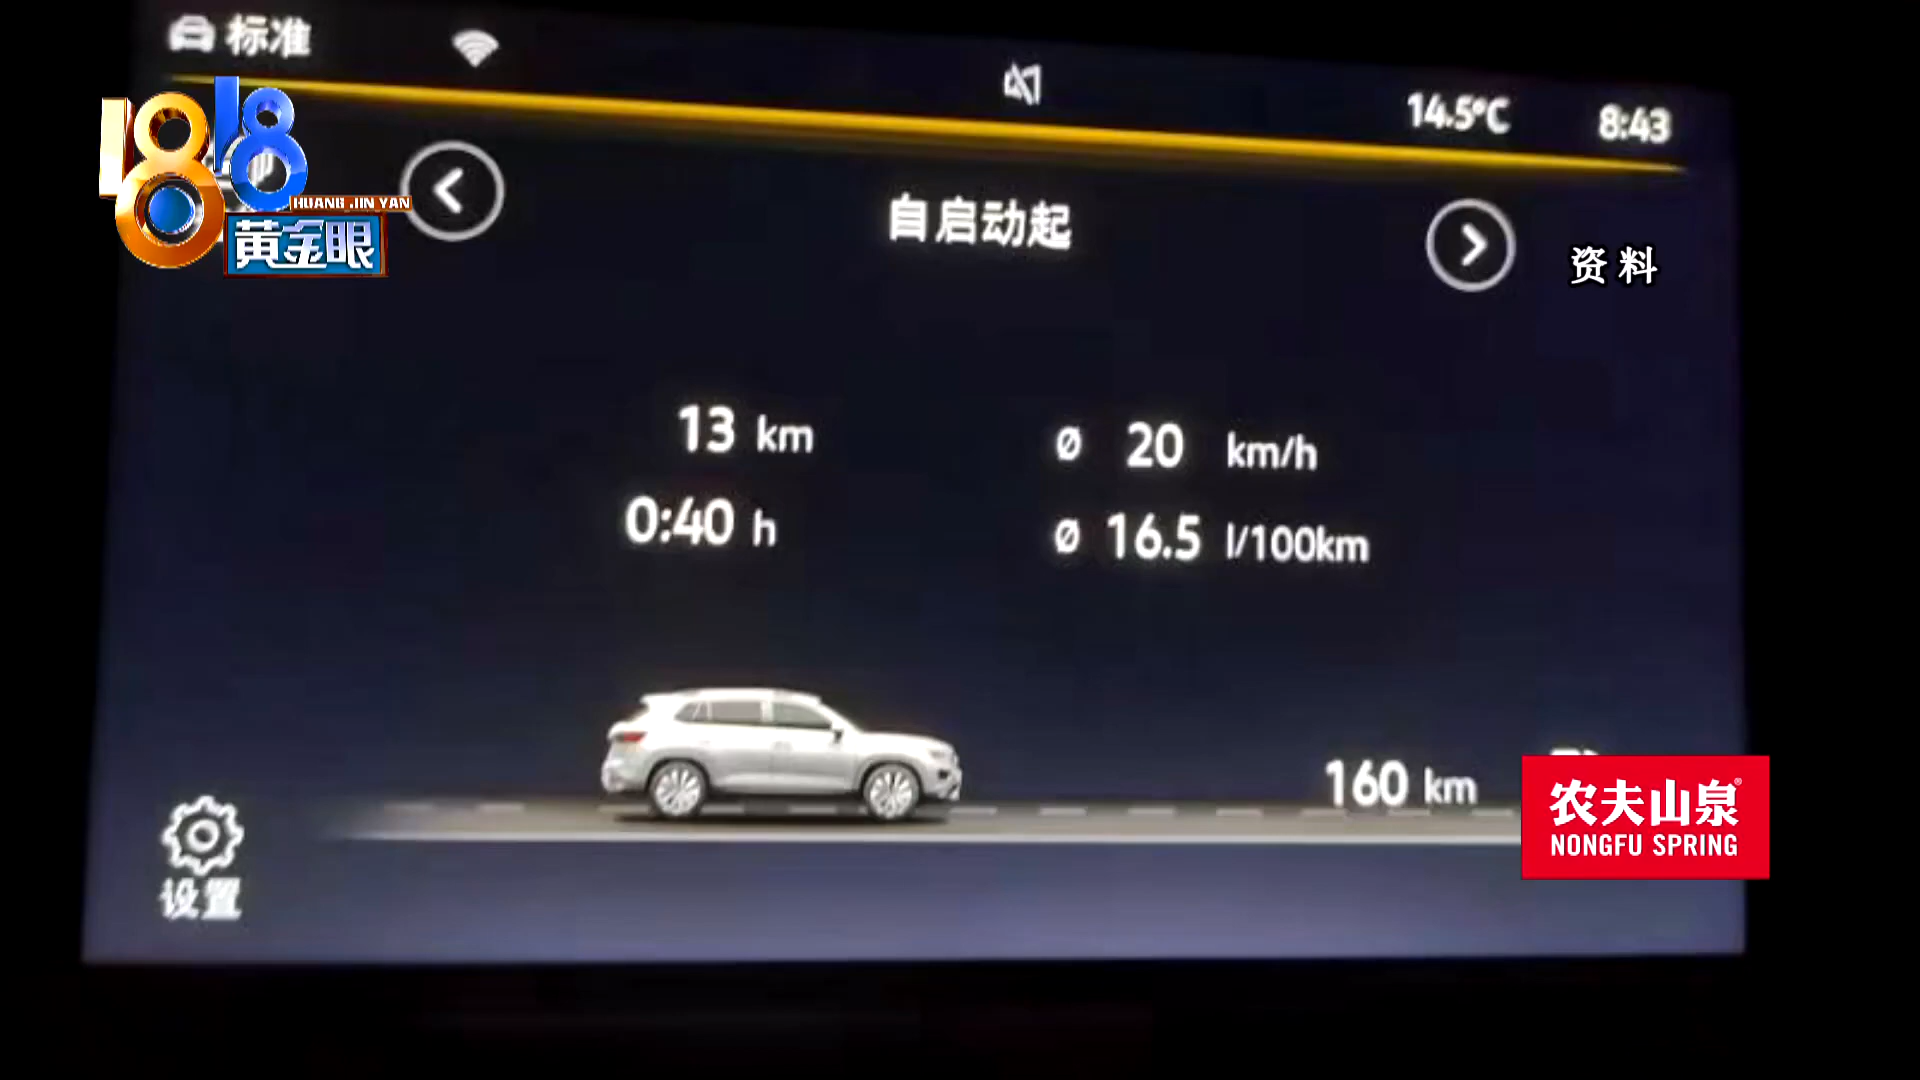 标准
14.5°C
8:43
1818
HUANG JIN YAN
黄金眼
自启动起
资料
13 km
Ø 20 km/h
0:40 h
Ø 16.5 l/100km
160 km
农夫山泉®
NONGFU SPRING
设置